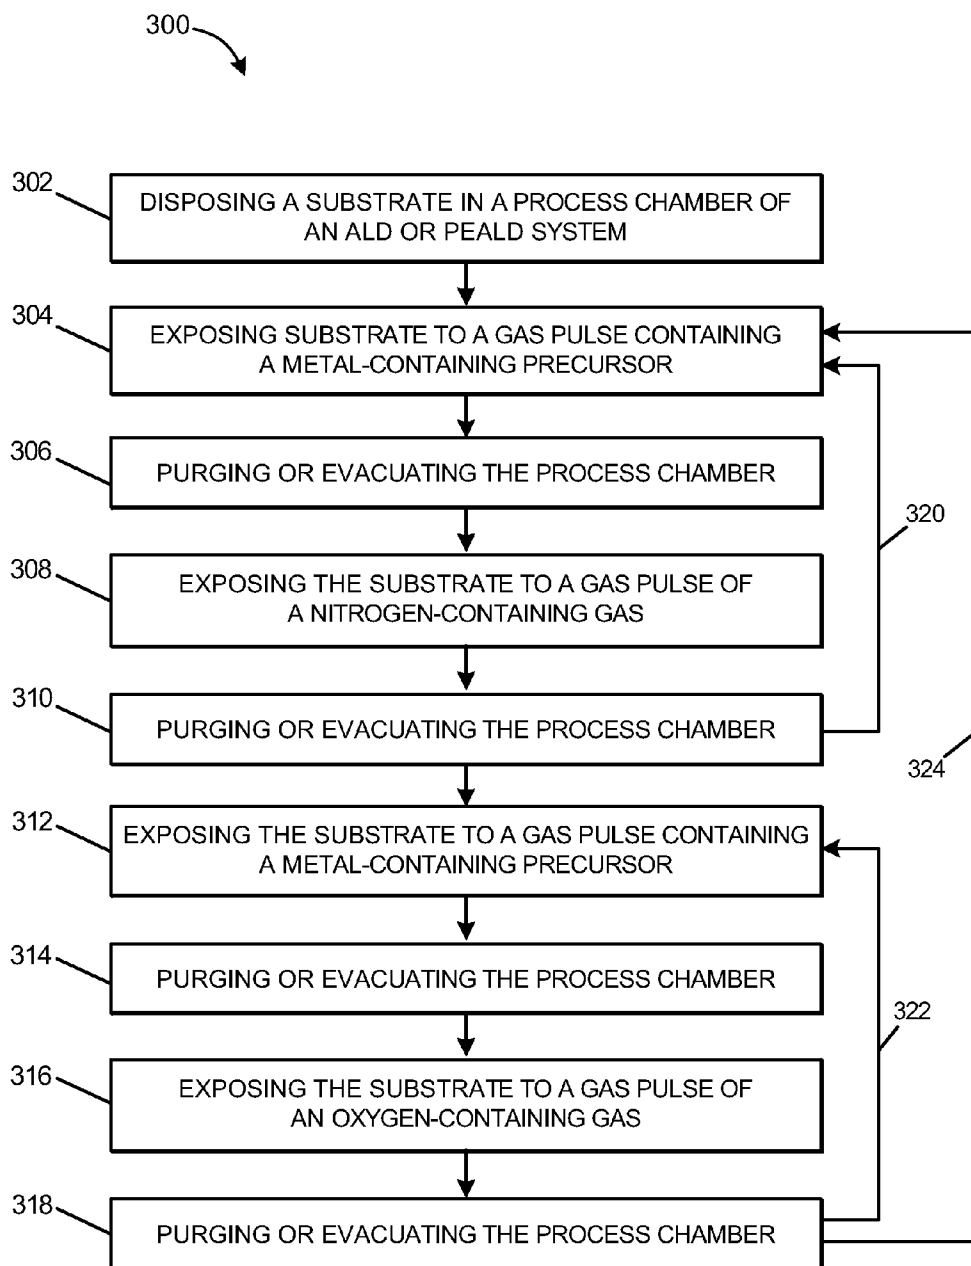 300
302
DISPOSING A SUBSTRATE IN A PROCESS CHAMBER OF
AN ALD OR PEALD SYSTEM
304
EXPOSING SUBSTRATE TO A GAS PULSE CONTAINING
A METAL-CONTAINING PRECURSOR
306
PURGING OR EVACUATING THE PROCESS CHAMBER
320
308
EXPOSING THE SUBSTRATE TO A GAS PULSE OF
A NITROGEN-CONTAINING GAS
310
PURGING OR EVACUATING THE PROCESS CHAMBER
324
312
EXPOSING THE SUBSTRATE TO A GAS PULSE CONTAINING
A METAL-CONTAINING PRECURSOR
314
PURGING OR EVACUATING THE PROCESS CHAMBER
322
316
EXPOSING THE SUBSTRATE TO A GAS PULSE OF
AN OXYGEN-CONTAINING GAS
318
PURGING OR EVACUATING THE PROCESS CHAMBER